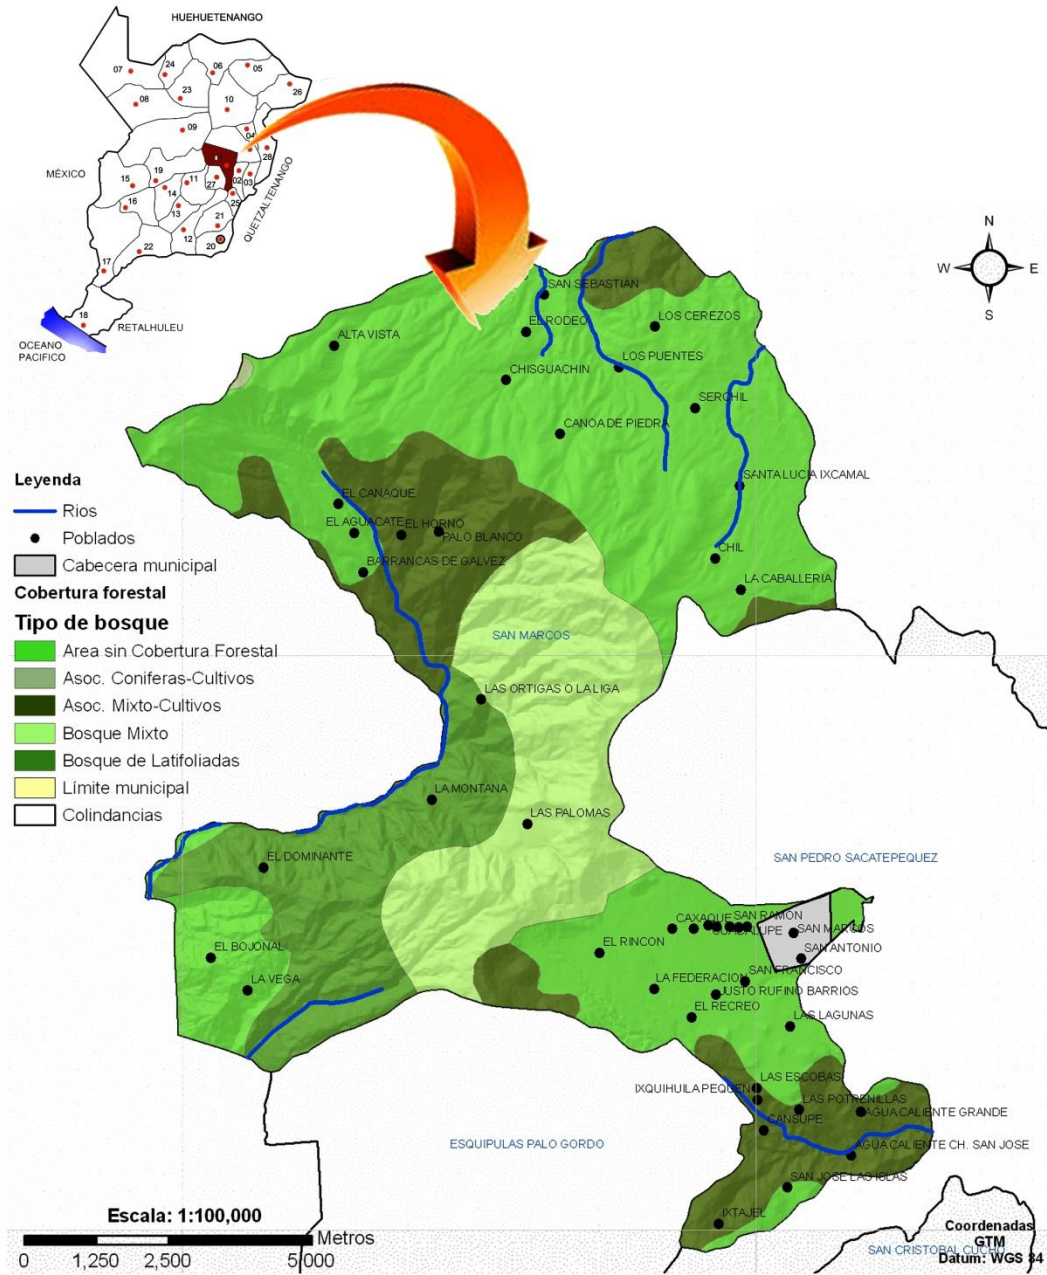 HUEHUETENANGO
07
24
06
05
26
08
23
10
09
04
28
MÉXICO
15
19
14
11
27
02
03
25
16
13
21
12
20
22
17
18
QUETZALTENANGO
RETALHULEU
OCEANO
PACIFICO
N
W
E
S
SAN SEBASTIAN
EL RODEO
LOS CEREZOS
ALTA VISTA
LOS PUENTES
CHISGUACHIN
SERCHIL
CANOA DE PIEDRA
SANTA LUCIA IXCAMAL
EL CANAQUE
EL AGUACATE
EL HORNO
PALO BLANCO
BARRANCAS DE GALVEZ
CHIL
LA CABALLERIA
SAN MARCOS
LAS ORTIGAS O LA LIGA
LA MONTANA
LAS PALOMAS
EL DOMINANTE
SAN PEDRO SACATEPEQUEZ
CAXAQUE
SAN RAMON
GUADALUPE
SAN MARCOS
EL RINCON
SAN ANTONIO
EL BOJONAL
SAN FRANCISCO
LA VEGA
LA FEDERACION
JUSTO RUFINO BARRIOS
EL RECREO
LAS LAGUNAS
LAS ESCOBAS
IXQUIHUILA PEQUEN
LAS POTRENILLAS
AGUA CALIENTE GRANDE
CANSUPE
ESQUIPULAS PALO GORDO
AGUA CALIENTE CH. SAN JOSE
SAN JOSE LAS ISLAS
IXTAJEL
SAN CRISTOBAL CUCHO
Leyenda
Rios
Poblados
Cabecera municipal
Cobertura forestal
Tipo de bosque
Area sin Cobertura Forestal
Asoc. Coniferas-Cultivos
Asoc. Mixto-Cultivos
Bosque Mixto
Bosque de Latifoliadas
Límite municipal
Colindancias
Escala: 1:100,000
Metros
0 1,250 2,500 5,000
Coordenadas
GTM
Datum: WGS 84